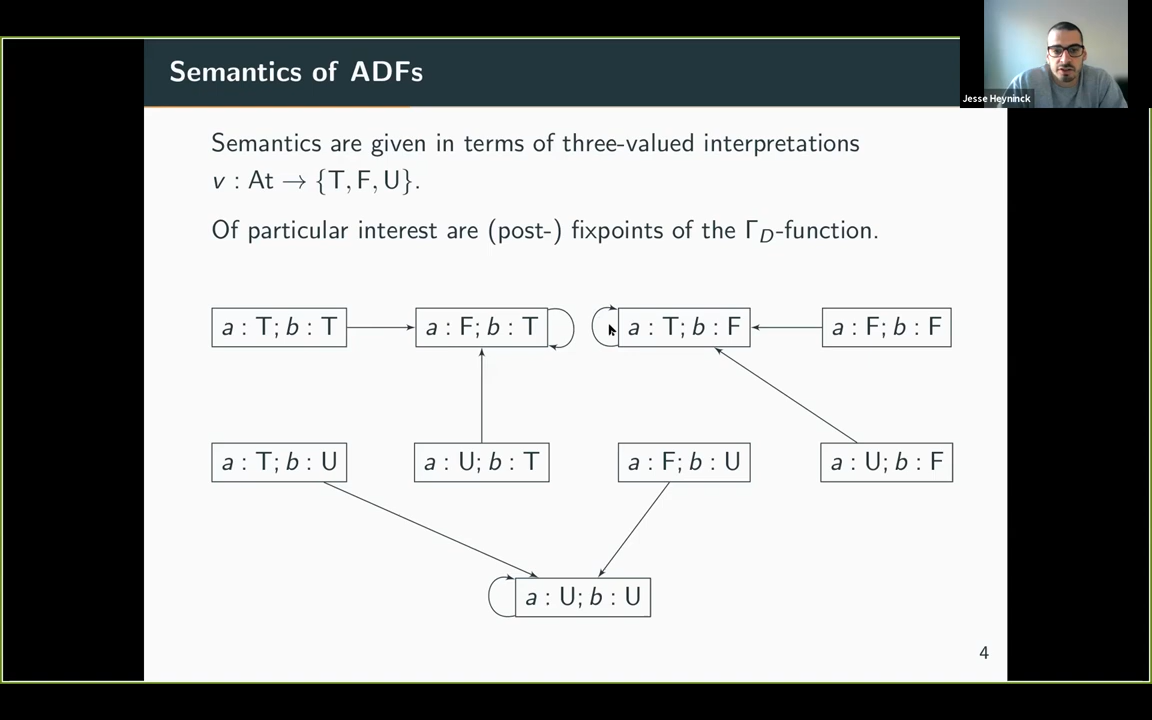 Semantics of ADFs
Jesse Heyninck
Semantics are given in terms of three-valued interpretations
v : At → {T, F, U}.
Of particular interest are (post-) fixpoints of the Γ_D-function.
a : T; b : T
a : F; b : T
a : T; b : F
a : F; b : F
a : T; b : U
a : U; b : T
a : F; b : U
a : U; b : F
a : U; b : U
4